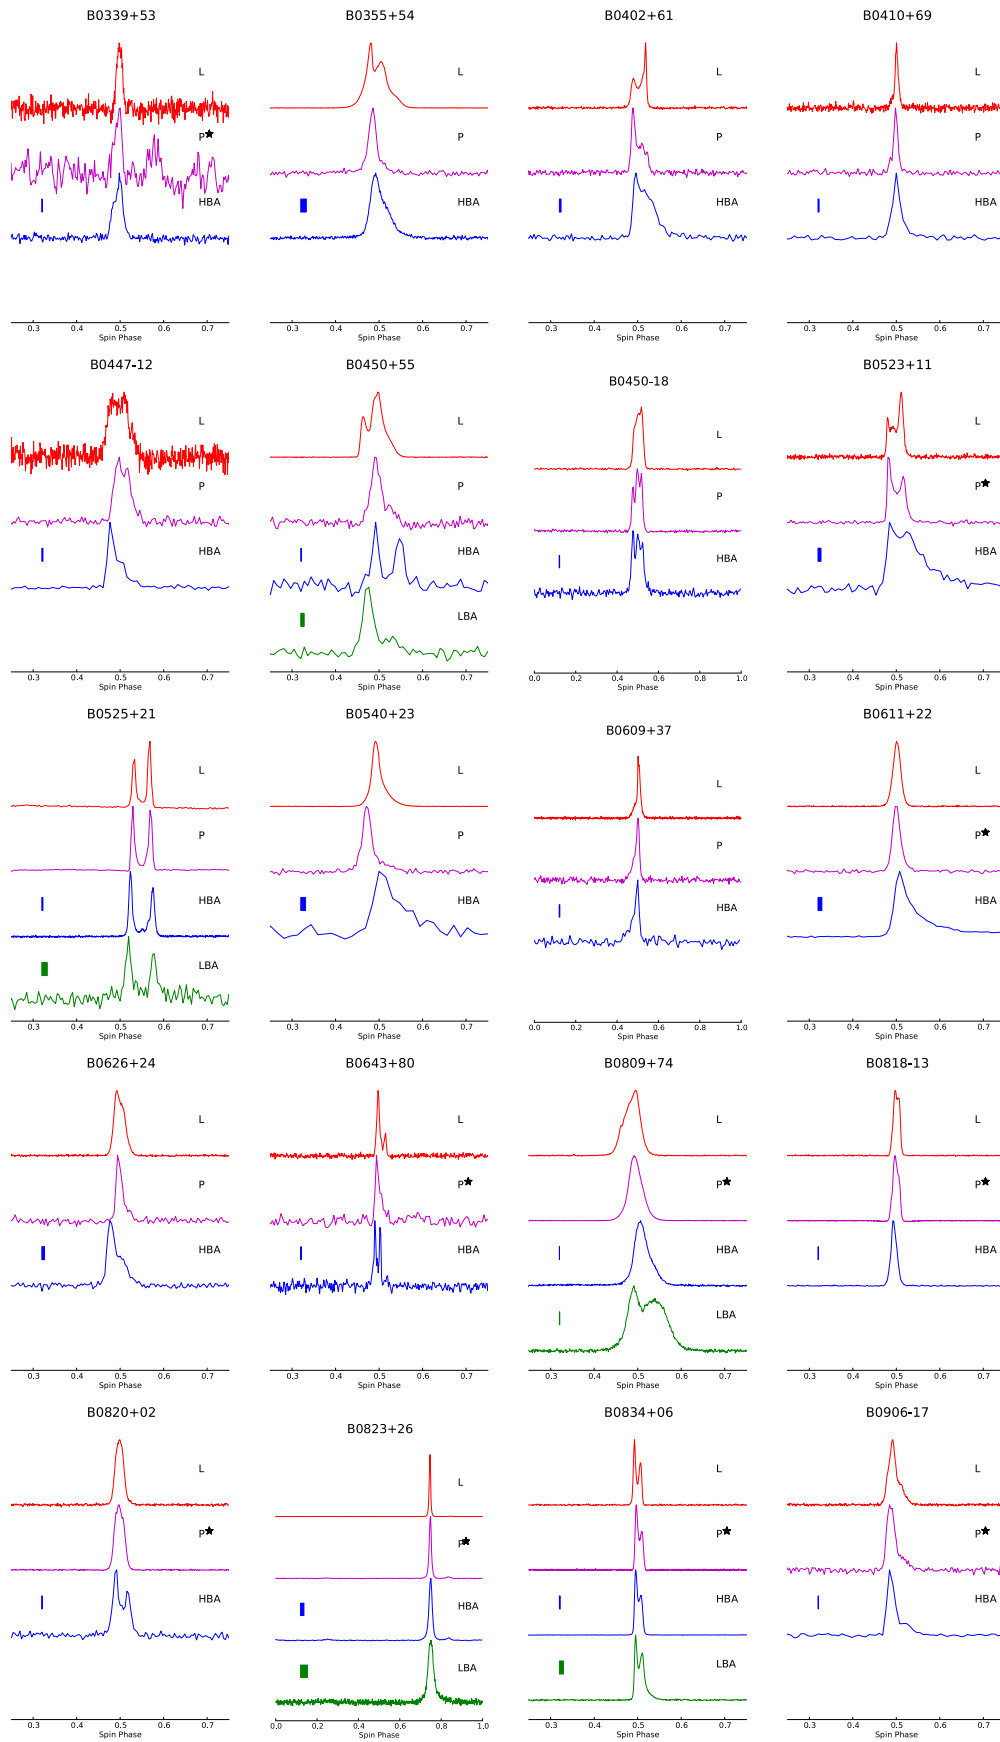 B0339+53 B0355+54 B0402+61 B0410+69
L L L L
P★ P P P
HBA HBA HBA HBA
0.3 0.4 0.5 0.6 0.7 0.3 0.4 0.5 0.6 0.7 0.3 0.4 0.5 0.6 0.7 0.3 0.4 0.5 0.6 0.7
Spin Phase Spin Phase Spin Phase Spin Phase
B0447-12 B0450+55 B0450-18 B0523+11
L L L L
P P P P★
HBA HBA HBA HBA
LBA
0.3 0.4 0.5 0.6 0.7 0.3 0.4 0.5 0.6 0.7 0.0 0.2 0.4 0.6 0.8 1.0 0.3 0.4 0.5 0.6 0.7
Spin Phase Spin Phase Spin Phase Spin Phase
B0525+21 B0540+23 B0609+37 B0611+22
L L L L
P P P P★
HBA HBA HBA HBA
LBA
0.3 0.4 0.5 0.6 0.7 0.3 0.4 0.5 0.6 0.7 0.0 0.2 0.4 0.6 0.8 1.0 0.3 0.4 0.5 0.6 0.7
Spin Phase Spin Phase Spin Phase Spin Phase
B0626+24 B0643+80 B0809+74 B0818-13
L L L L
P P★ P★ P★
HBA HBA HBA HBA
LBA
0.3 0.4 0.5 0.6 0.7 0.3 0.4 0.5 0.6 0.7 0.3 0.4 0.5 0.6 0.7 0.3 0.4 0.5 0.6 0.7
Spin Phase Spin Phase Spin Phase Spin Phase
B0820+02 B0823+26 B0834+06 B0906-17
L L L L
P★ P★ P★ P★
HBA HBA HBA HBA
LBA LBA
0.3 0.4 0.5 0.6 0.7 0.0 0.2 0.4 0.6 0.8 1.0 0.3 0.4 0.5 0.6 0.7 0.3 0.4 0.5 0.6 0.7
Spin Phase Spin Phase Spin Phase Spin Phase